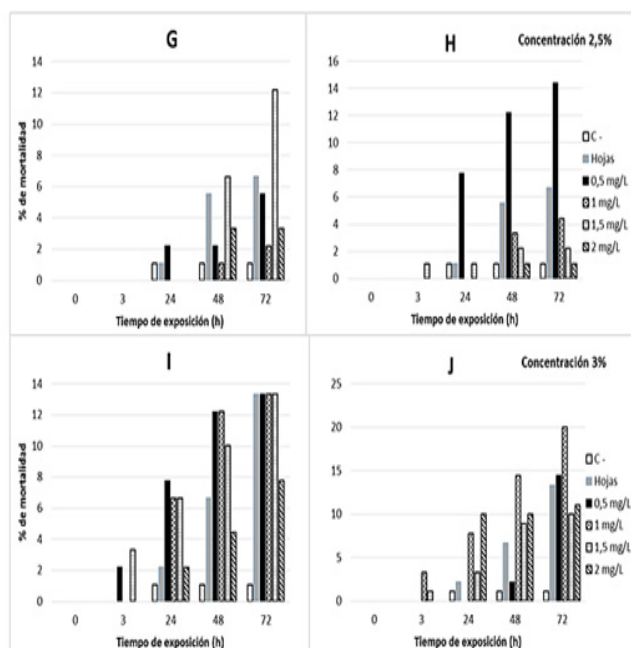 G
% de mortalidad
14
12
10
8
6
4
2
0
0 3 24 48 72
Tiempo de exposición (h)
H
Concentración 2,5%
16
14
12
10
8
6
4
2
0
0 3 24 48 72
Tiempo de exposición (h)
C -
Hojas
0,5 mg/L
1 mg/L
1,5 mg/L
2 mg/L
I
% de mortalidad
14
12
10
8
6
4
2
0
0 3 24 48 72
Tiempo de exposición (h)
J
Concentración 3%
25
20
15
10
5
0
0 3 24 48 72
Tiempo de exposición (h)
C -
Hojas
0,5 mg/L
1 mg/L
1,5 mg/L
2 mg/L